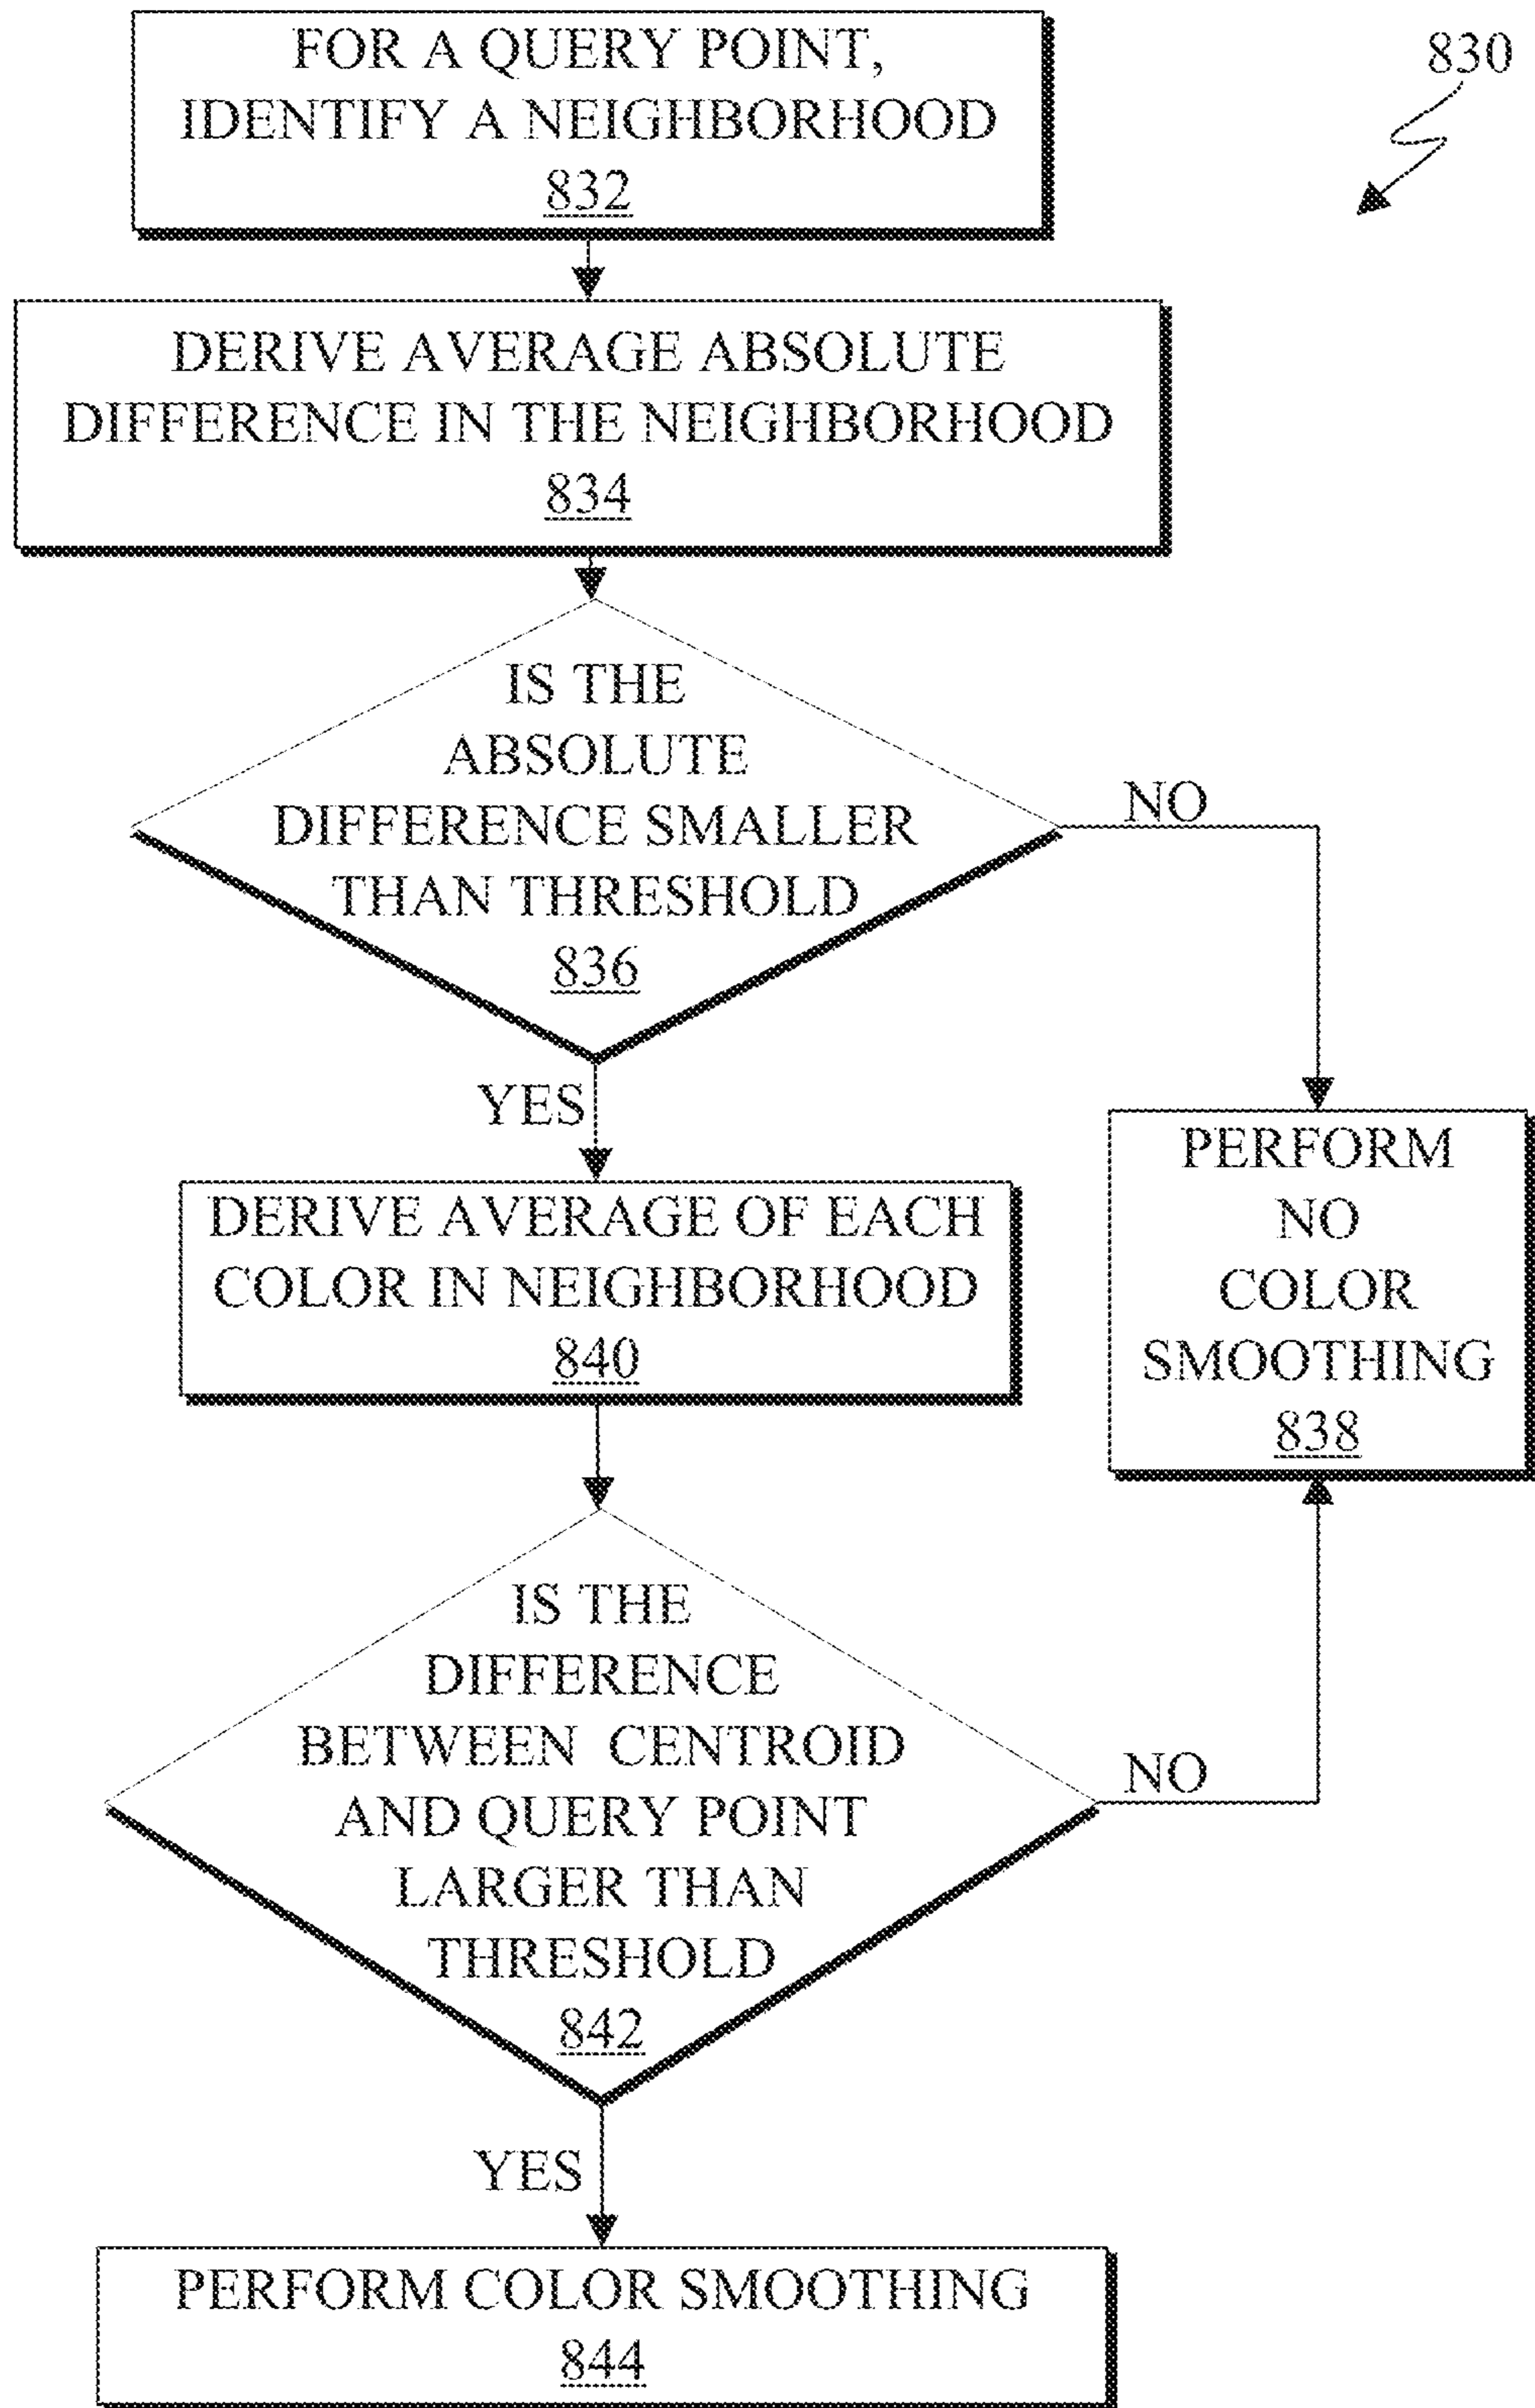 830
FOR A QUERY POINT,
IDENTIFY A NEIGHBORHOOD
832
DERIVE AVERAGE ABSOLUTE
DIFFERENCE IN THE NEIGHBORHOOD
834
IS THE
ABSOLUTE
DIFFERENCE SMALLER
THAN THRESHOLD
836
NO
YES
PERFORM
NO
COLOR
SMOOTHING
838
DERIVE AVERAGE OF EACH
COLOR IN NEIGHBORHOOD
840
IS THE
DIFFERENCE
BETWEEN CENTROID
AND QUERY POINT
LARGER THAN
THRESHOLD
842
NO
YES
PERFORM COLOR SMOOTHING
844